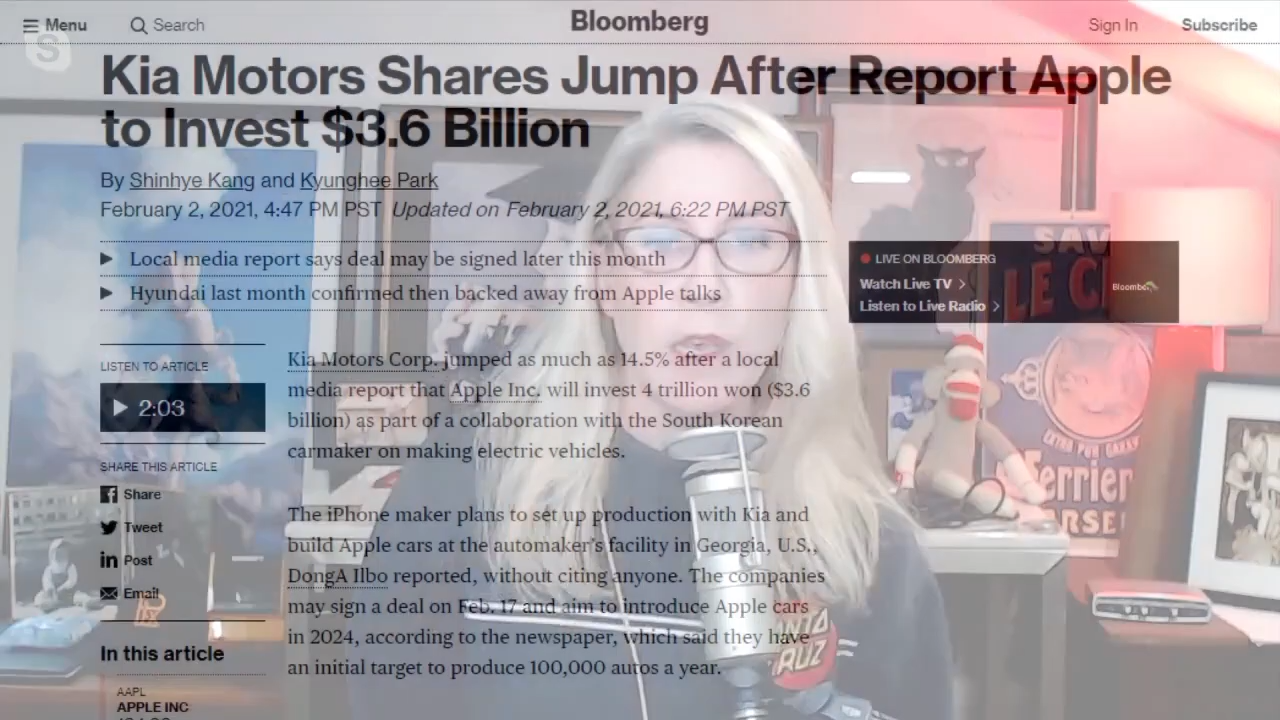 Menu
Search
Bloomberg
Sign In
Subscribe
S
Kia Motors Shares Jump After Report Apple
to Invest $3.6 Billion
By Shinhye Kang and Kyunghee Park
February 2, 2021, 4:47 PM PST Updated on February 2, 2021, 6:22 PM PST
Local media report says deal may be signed later this month
Hyundai last month confirmed then backed away from Apple talks
LIVE ON BLOOMBERG
Watch Live TV
Listen to Live Radio
LISTEN TO ARTICLE
2:03
SHARE THIS ARTICLE
Share
Tweet
Post
Email
In this article
AAPL
APPLE INC
Kia Motors Corp. jumped as much as 14.5% after a local
media report that Apple Inc. will invest 4 trillion won ($3.6
billion) as part of a collaboration with the South Korean
carmaker on making electric vehicles.
The iPhone maker plans to set up production with Kia and
build Apple cars at the automaker's facility in Georgia, U.S.,
DongA Ilbo reported, without citing anyone. The companies
may sign a deal on Feb. 17 and aim to introduce Apple cars
in 2024, according to the newspaper, which said they have
an initial target to produce 100,000 autos a year.
SAV
LE C